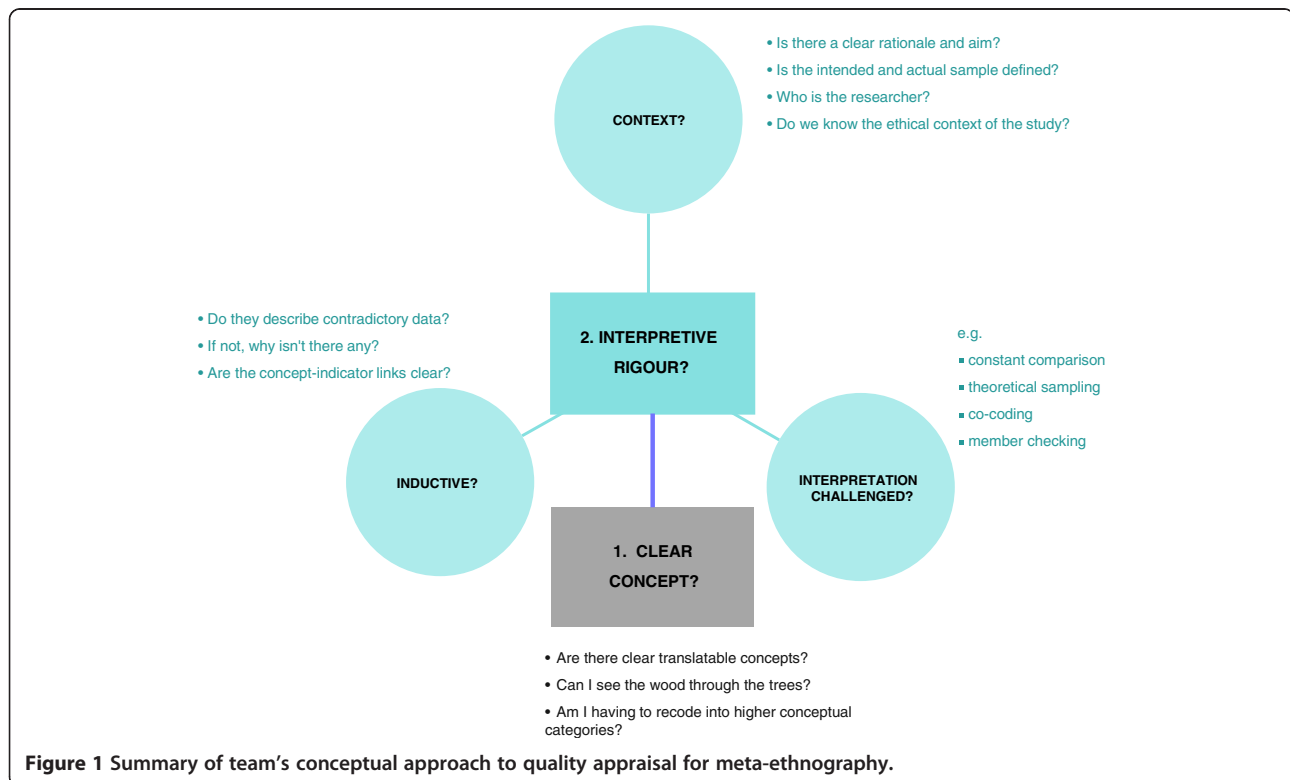 CONTEXT?
• Is there a clear rationale and aim?
• Is the intended and actual sample defined?
• Who is the researcher?
• Do we know the ethical context of the study?
2. INTERPRETIVE
RIGOUR?
• Do they describe contradictory data?
• If not, why isn't there any?
• Are the concept-indicator links clear?
INDUCTIVE?
e.g.
▪ constant comparison
▪ theoretical sampling
▪ co-coding
▪ member checking
INTERPRETATION
CHALLENGED?
1. CLEAR
CONCEPT?
• Are there clear translatable concepts?
• Can I see the wood through the trees?
• Am I having to recode into higher conceptual
categories?
Figure 1 Summary of team's conceptual approach to quality appraisal for meta-ethnography.